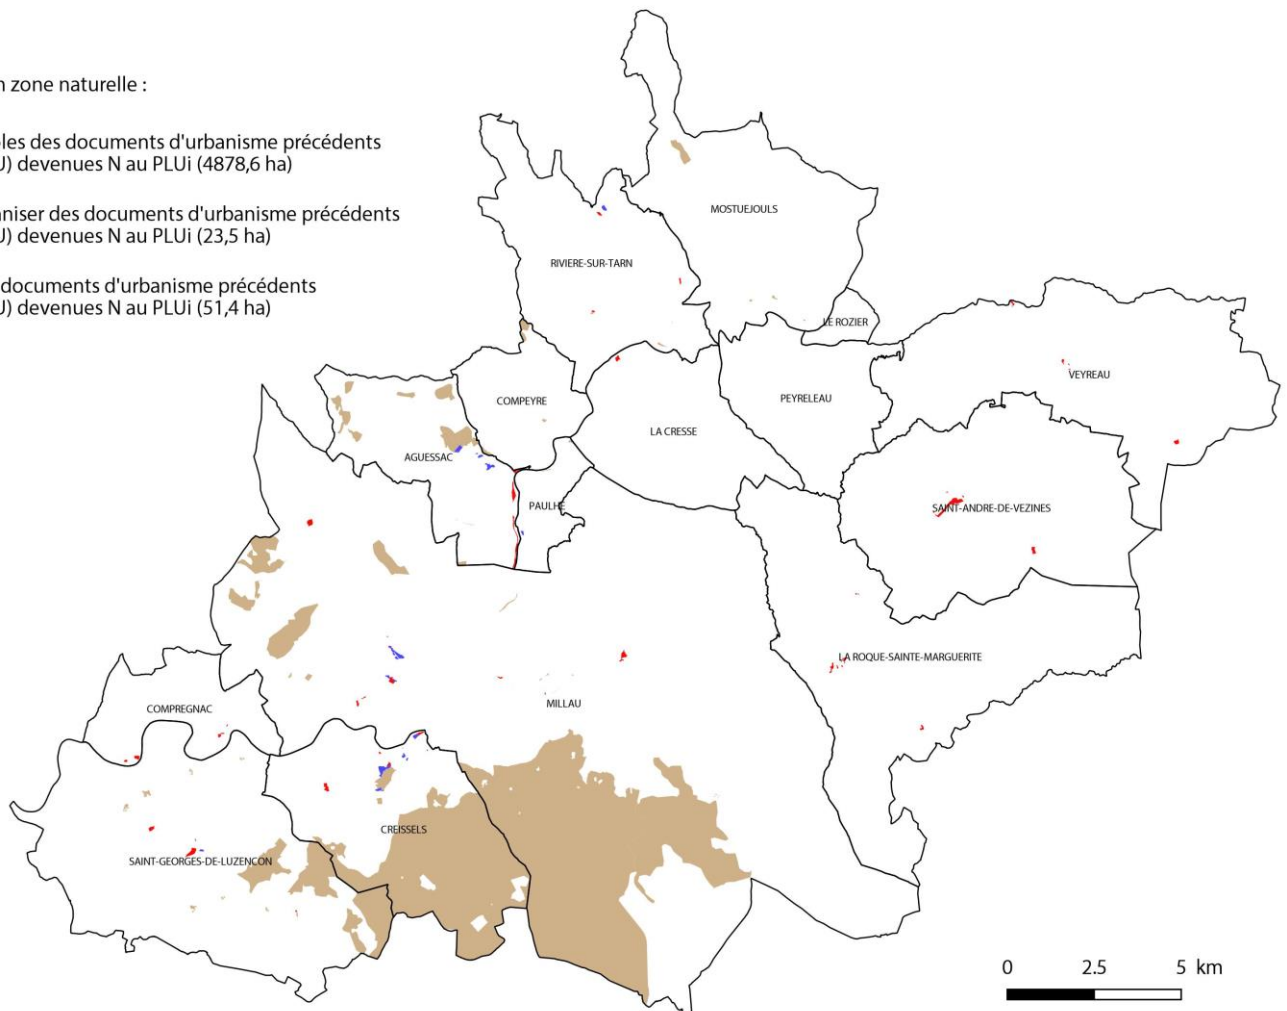 n zone naturelle :
les des documents d'urbanisme précédents
U) devenues N au PLUi (4878,6 ha)
aniser des documents d'urbanisme précédents
U) devenues N au PLUi (23,5 ha)
documents d'urbanisme précédents
U) devenues N au PLUi (51,4 ha)
MOSTUEJOULS
RIVIERE-SUR-TARN
LE ROZIER
VEYREAU
PEYRELEAU
COMPEYRE
LA CRESSE
AGUESSAC
PAULHE
SAINT-ANDRE-DE-VEZINES
LA ROQUE-SAINTE-MARGUERITE
MILLAU
COMPREGNAC
CREISSELS
SAINT-GEORGES-DE-LUZENCON
0 2.5 5 km